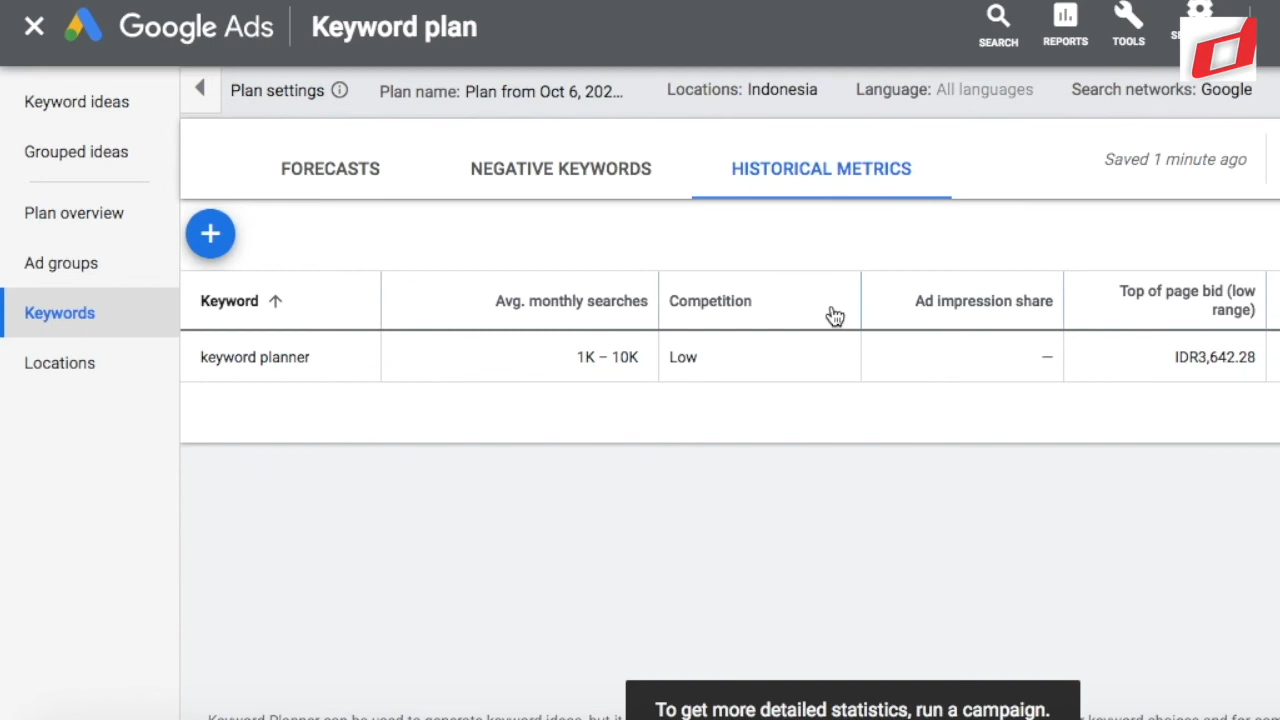 Google Ads
Keyword plan
SEARCH
REPORTS
TOOLS
Keyword ideas
Grouped ideas
Plan overview
Ad groups
Keywords
Locations
Plan settings
Plan name: Plan from Oct 6, 202...
Locations: Indonesia
Language: All languages
Search networks: Google
FORECASTS
NEGATIVE KEYWORDS
HISTORICAL METRICS
Saved 1 minute ago
Keyword
Avg. monthly searches
Competition
Ad impression share
Top of page bid (low
range)
keyword planner
1K – 10K
Low
—
IDR3,642.28
To get more detailed statistics, run a campaign.